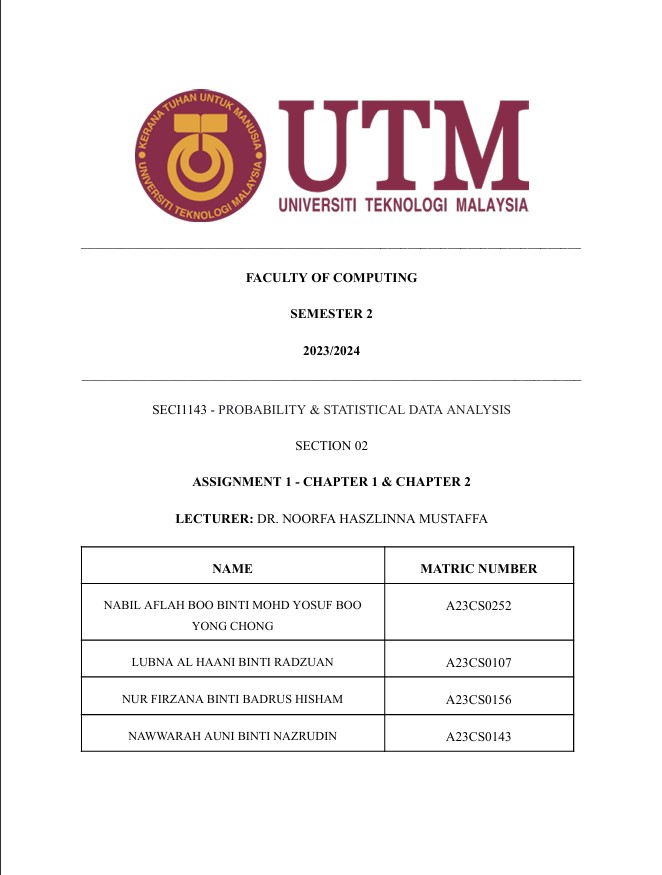 KERANA TUHAN UNTUK MANUSIA
UNIVERSITI TEKNOLOGI MALAYSIA
UTM
UNIVERSITI TEKNOLOGI MALAYSIA
FACULTY OF COMPUTING
SEMESTER 2
2023/2024
SECI1143 - PROBABILITY & STATISTICAL DATA ANALYSIS
SECTION 02
ASSIGNMENT 1 - CHAPTER 1 & CHAPTER 2
LECTURER: DR. NOORFA HASZLINNA MUSTAFFA
NAME MATRIC NUMBER
NABIL AFLAH BOO BINTI MOHD YOSUF BOO A23CS0252
YONG CHONG
LUBNA AL HAANI BINTI RADZUAN A23CS0107
NUR FIRZANA BINTI BADRUS HISHAM A23CS0156
NAWWARAH AUNI BINTI NAZRUDIN A23CS0143